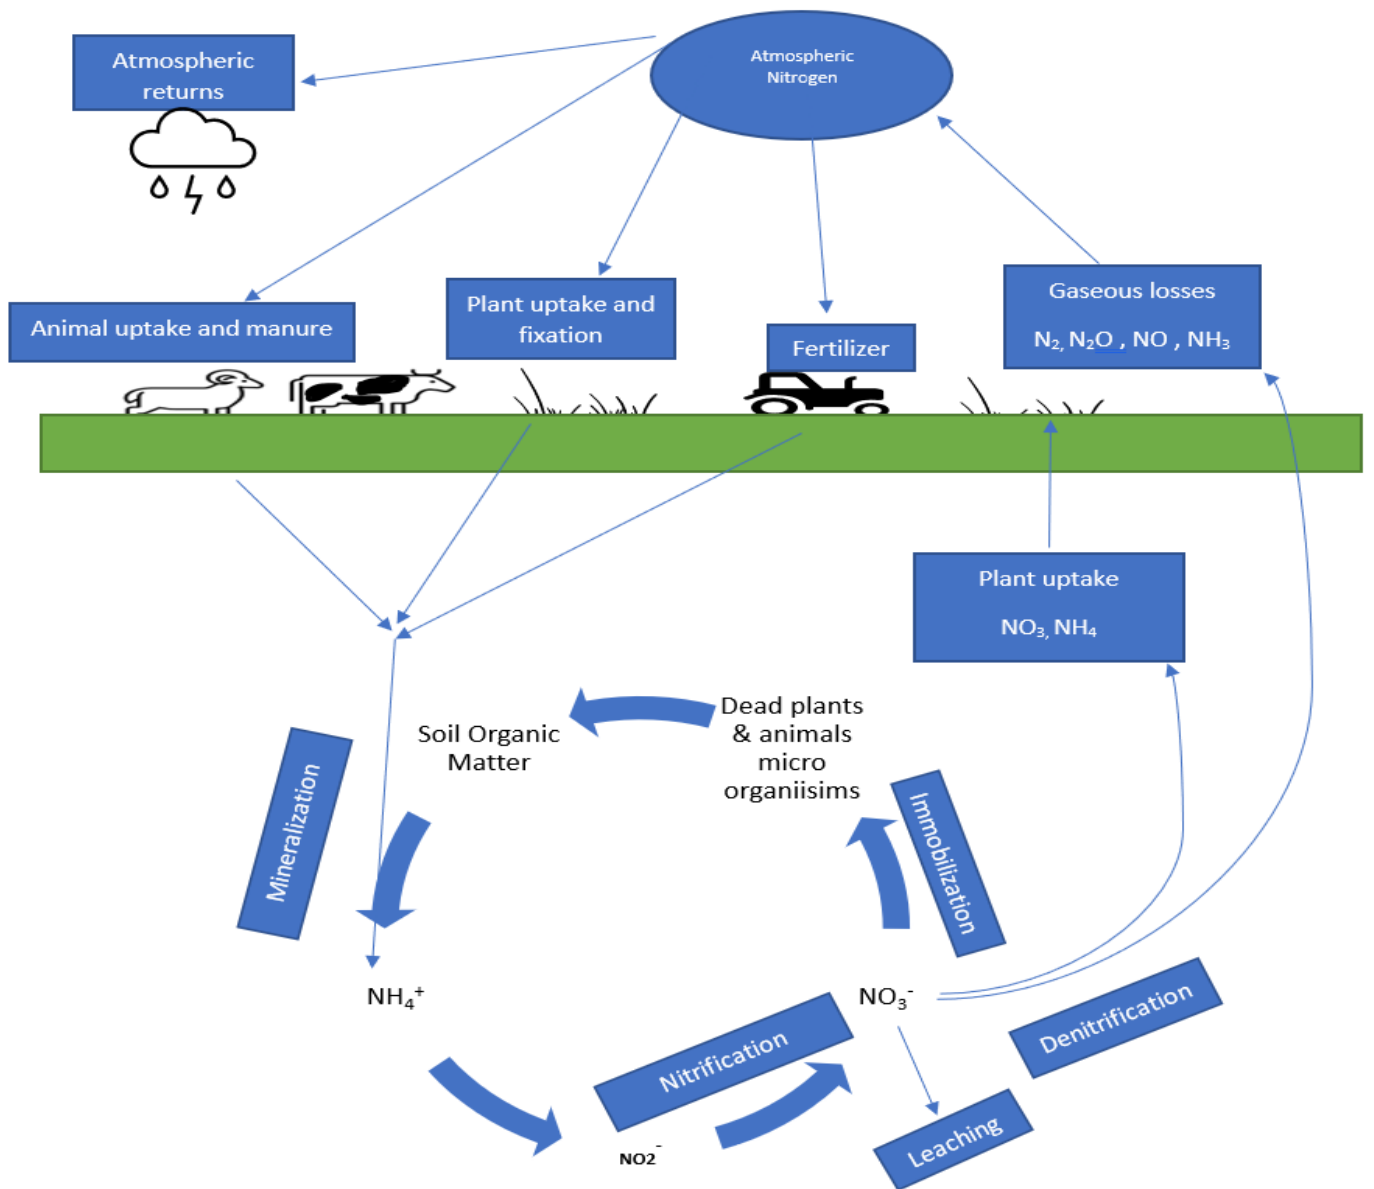 Atmospheric
returns
Atmospheric
Nitrogen
Animal uptake and manure
Plant uptake and
fixation
Fertilizer
Gaseous losses
N₂, N₂O , NO , NH₃
Plant uptake
NO₃, NH₄
Dead plants
& animals
micro
organiisims
Soil Organic
Matter
Mineralization
Immobilization
NH₄⁺
NO₃⁻
Nitrification
Denitrification
Leaching
NO2⁻